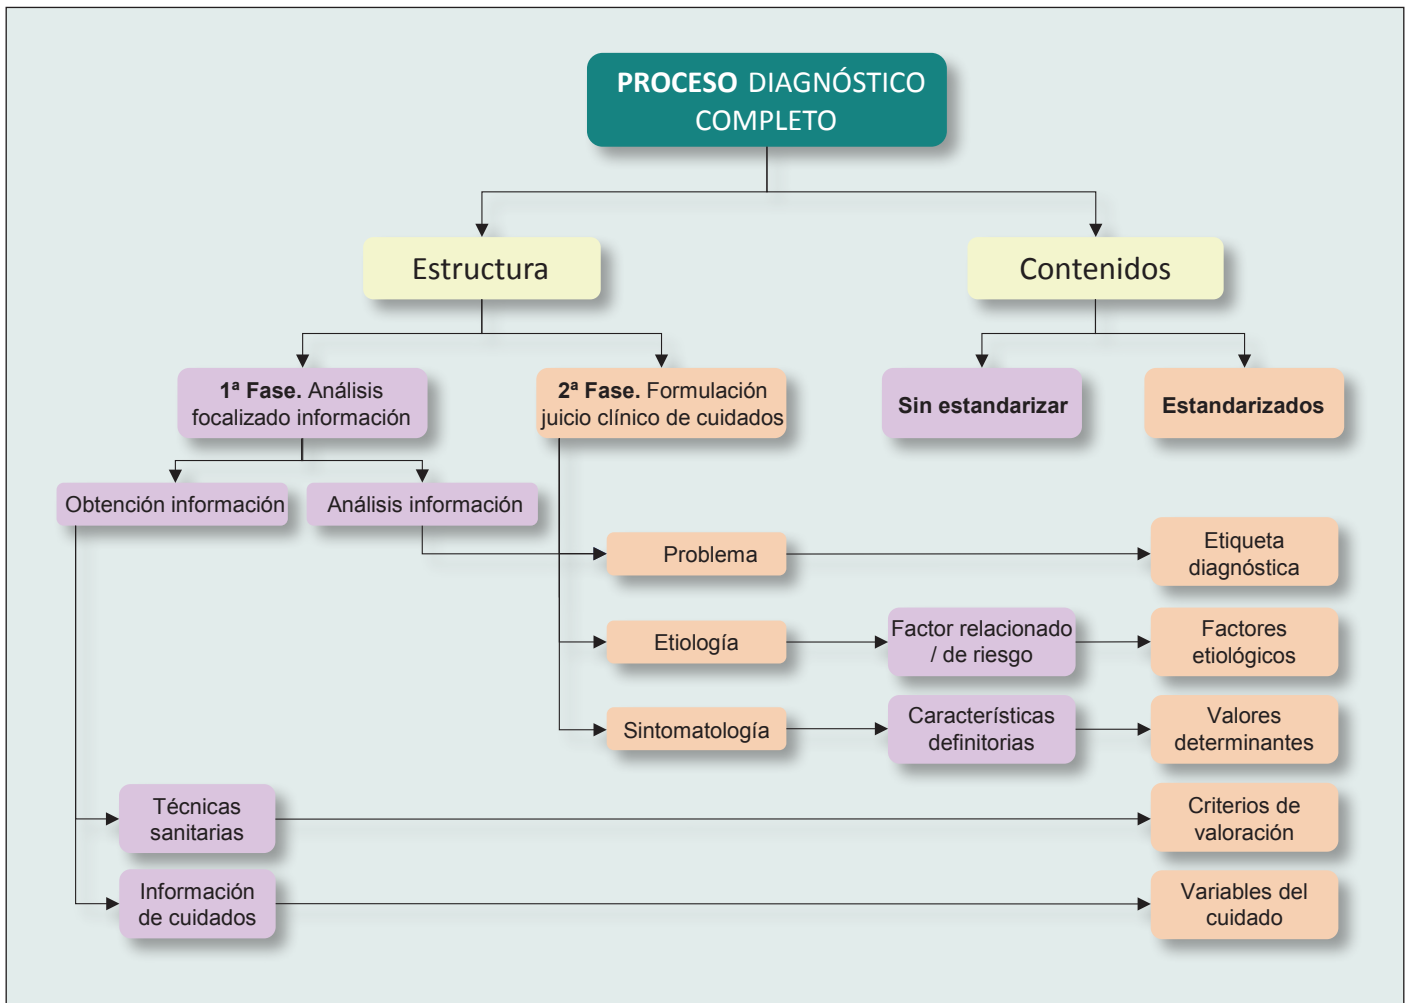 PROCESO DIAGNÓSTICO
COMPLETO
Estructura
Contenidos
1ª Fase. Análisis
focalizado información
2ª Fase. Formulación
juicio clínico de cuidados
Sin estandarizar
Estandarizados
Obtención información
Análisis información
Problema
Etiqueta
diagnóstica
Etiología
Factor relacionado
/ de riesgo
Factores
etiológicos
Sintomatología
Características
definitorias
Valores
determinantes
Técnicas
sanitarias
Criterios de
valoración
Información
de cuidados
Variables del
cuidado